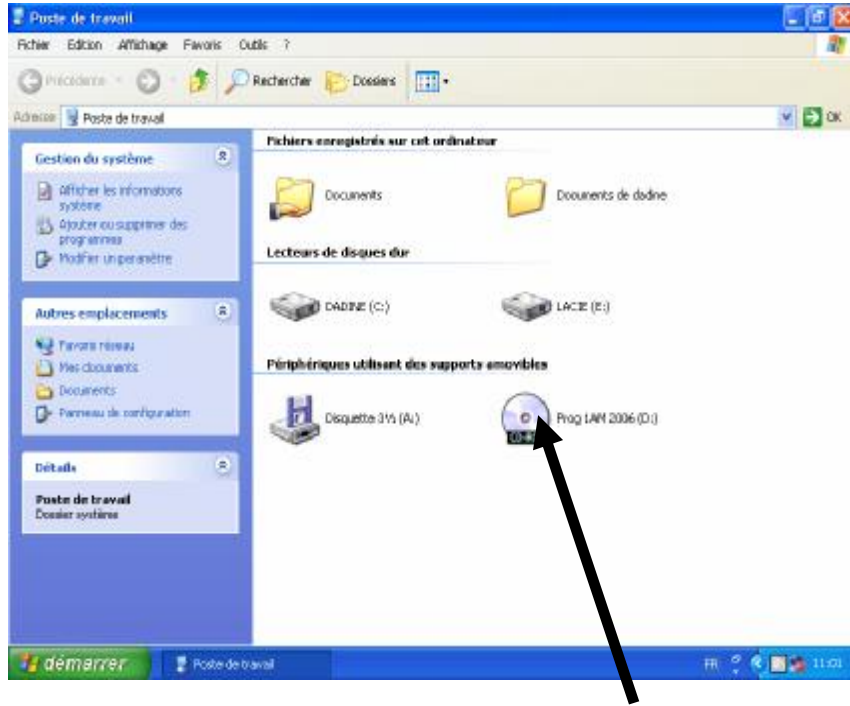 Poste de travail
Fichier Edition Affichage Favoris Outils ?
Précédente Rechercher Dossiers
Adresse Poste de travail OK
Gestion du système
Afficher les informations
système
Ajouter ou supprimer des
programmes
Modifier un paramètre
Autres emplacements
Favoris réseau
Mes documents
Documents
Panneau de configuration
Détails
Poste de travail
Dossier système
Fichiers enregistrés sur cet ordinateur
Documents Documents de dadine
Lecteurs de disques dur
DADINE (C:) LACIE (E:)
Périphériques utilisant des supports amovibles
Disquette 3½ (A:) Prog IAM 2006 (D:)
démarrer Poste de travail FR 11:01